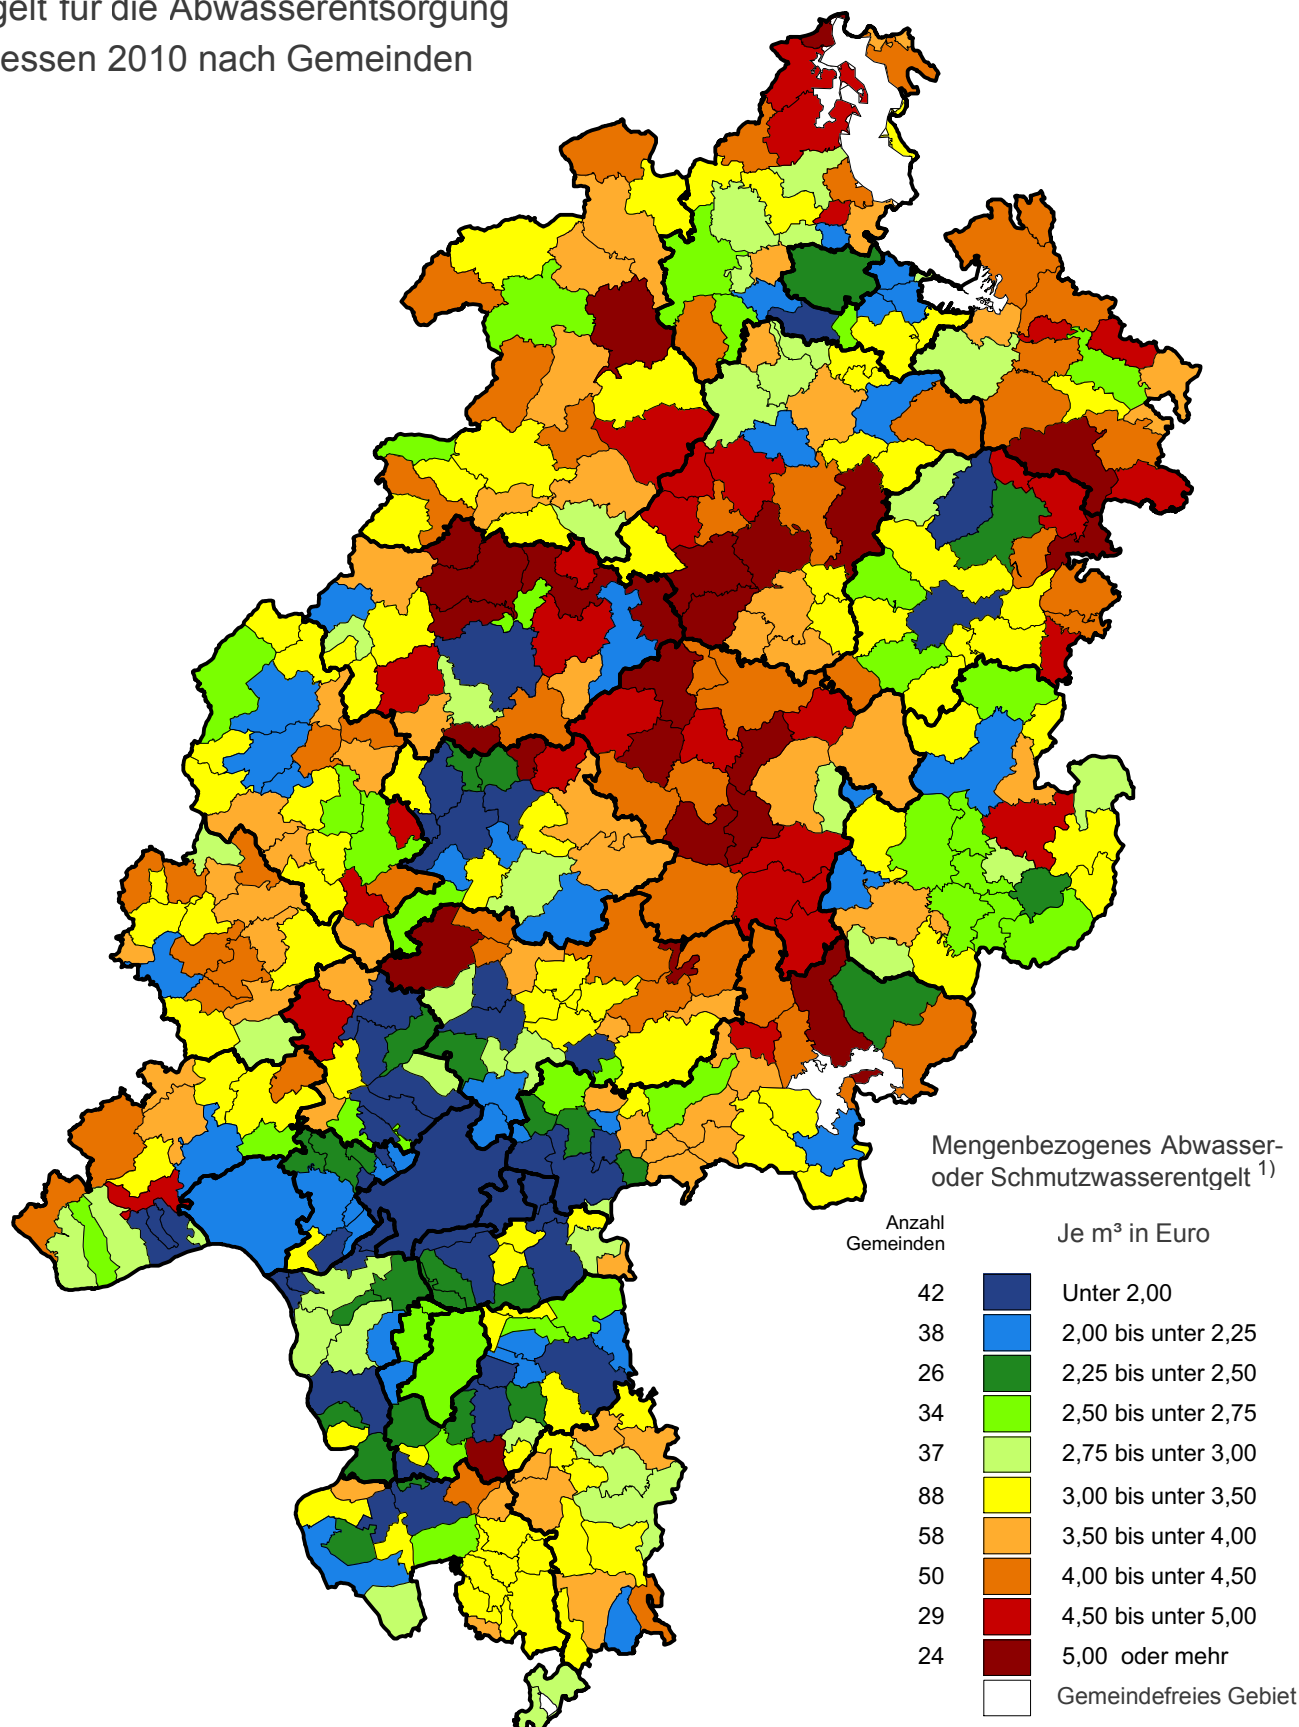 gelt für die Abwasserentsorgung
essen 2010 nach Gemeinden
Mengenbezogenes Abwasser-
oder Schmutzwasserentgelt 1)
Anzahl
Gemeinden
Je m³ in Euro
42 Unter 2,00
38 2,00 bis unter 2,25
26 2,25 bis unter 2,50
34 2,50 bis unter 2,75
37 2,75 bis unter 3,00
88 3,00 bis unter 3,50
58 3,50 bis unter 4,00
50 4,00 bis unter 4,50
29 4,50 bis unter 5,00
24 5,00 oder mehr
Gemeindefreies Gebiet